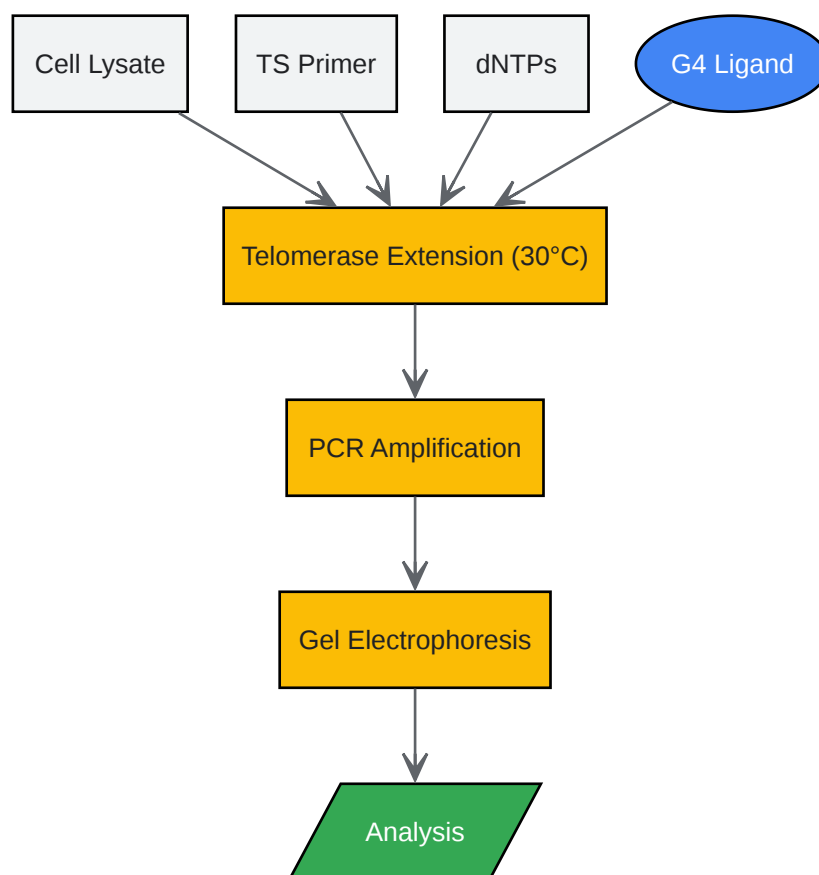 Cell Lysate
TS Primer
dNTPs
G4 Ligand
Telomerase Extension (30°C)
PCR Amplification
Gel Electrophoresis
Analysis